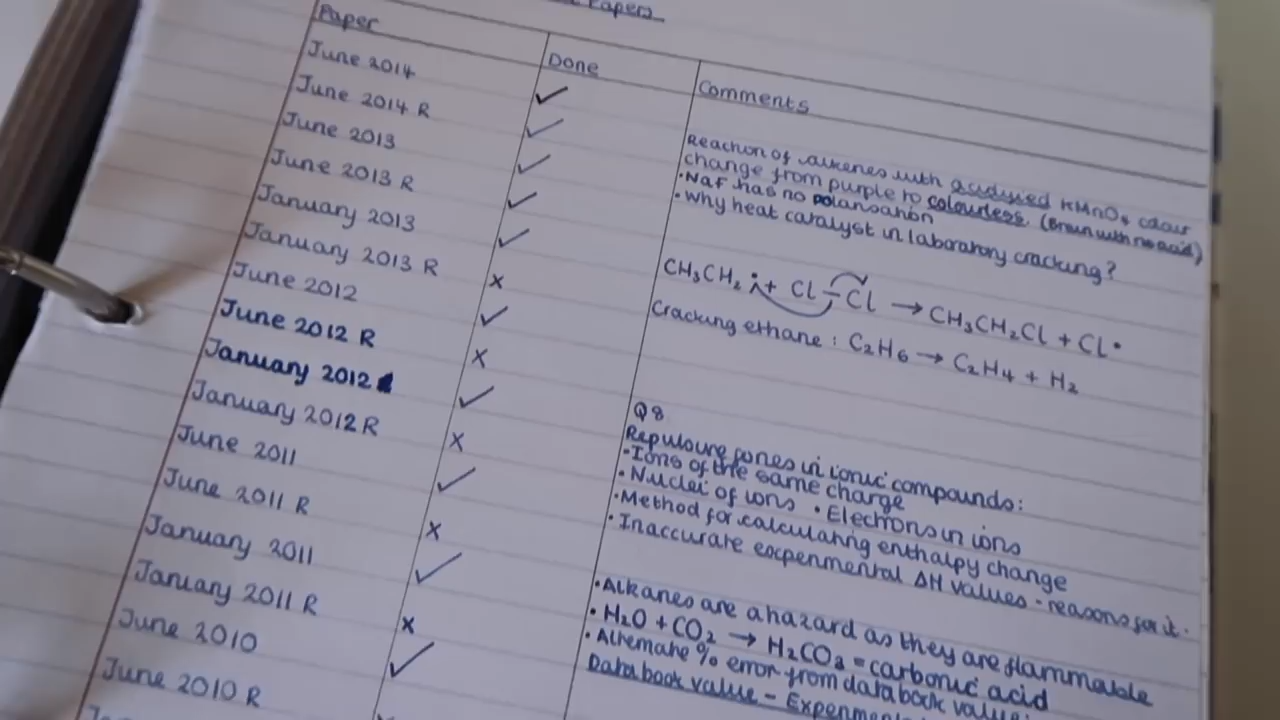 Papers
Paper
Done
Comments
June 2014
✓
June 2014 R
✓
June 2013
✓
June 2013 R
✓
January 2013
✓
January 2013 R
x
June 2012
✓
June 2012 R
x
January 2012
✓
January 2012 R
x
June 2011
✓
June 2011 R
x
January 2011
✓
January 2011 R
x
June 2010
✓
June 2010 R
Reaction of alkenes with acidified KMnO4 colour
change from purple to colourless. (Brown with no acid)
• NaF has no polarisation
• Why heat catalyst in laboratory cracking?
CH3CH2• + Cl–Cl → CH3CH2Cl + Cl•
Cracking ethane : C2H6 → C2H4 + H2
Q8
Repulsive forces in ionic compounds:
• Ions of the same charge
• Nuclei of ions • Electrons in ions
• Method for calculating enthalpy change
• Inaccurate experimental ΔH values - reasons for it.
• Alkanes are a hazard as they are flammable
• H2O + CO2 → H2CO3 = carbonic acid
• Alternate % error from databook value:
Databook value – Experimental